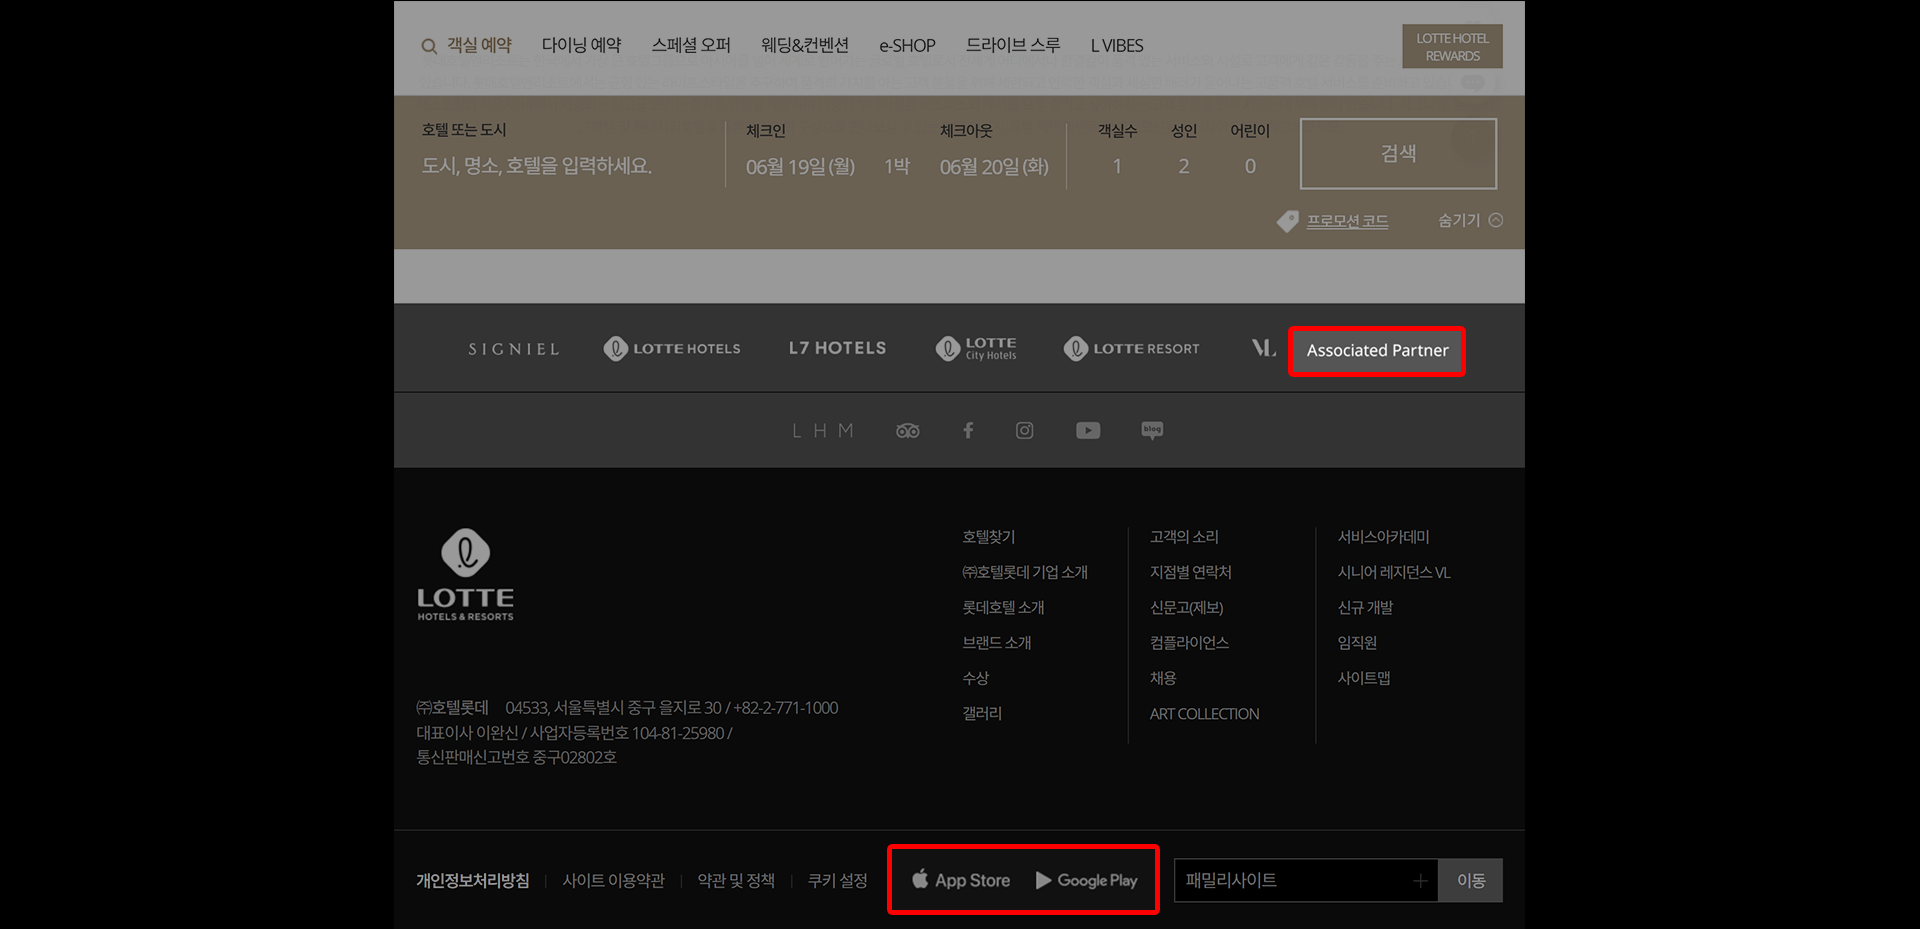 객실 예약 다이닝 예약 스페셜 오퍼 웨딩&컨벤션 e-SHOP 드라이브 스루 L VIBES
LOTTE HOTEL
REWARDS
호텔 또는 도시 체크인 체크아웃 객실수 성인 어린이
도시, 명소, 호텔을 입력하세요. 06월 19일 (월) 1박 06월 20일 (화) 1 2 0
검색
프로모션 코드 숨기기
SIGNIEL LOTTE HOTELS L7 HOTELS LOTTE City Hotels LOTTE RESORT VL Associated Partner
L H M blog
LOTTE
HOTELS & RESORTS
호텔찾기
㈜호텔롯데 기업 소개
롯데호텔 소개
브랜드 소개
수상
갤러리
고객의 소리
지점별 연락처
신문고(제보)
컴플라이언스
채용
ART COLLECTION
서비스아카데미
시니어 레지던스 VL
신규 개발
임직원
사이트맵
㈜호텔롯데 04533, 서울특별시 중구 을지로 30 / +82-2-771-1000
대표이사 이완신 / 사업자등록번호 104-81-25980 /
통신판매신고번호 중구02802호
개인정보처리방침 사이트 이용약관 약관 및 정책 쿠키 설정 App Store Google Play 패밀리사이트 이동